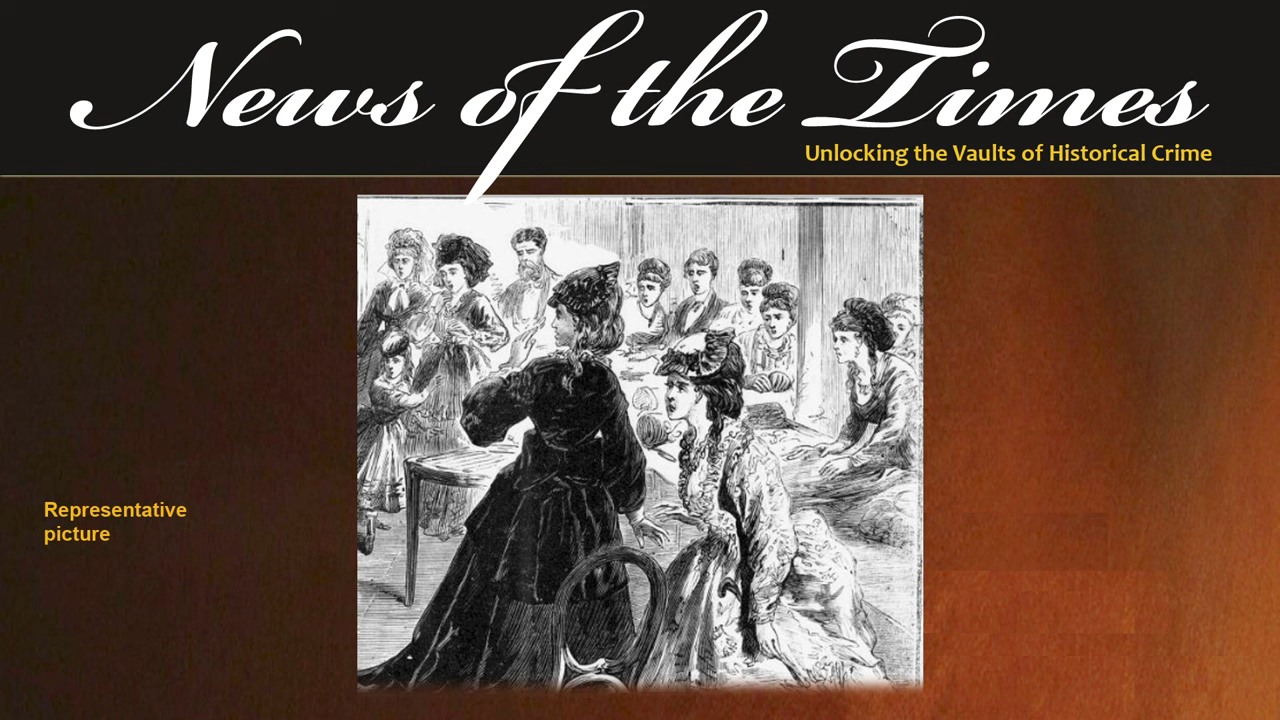 News of the Times
Unlocking the Vaults of Historical Crime
Representative
picture